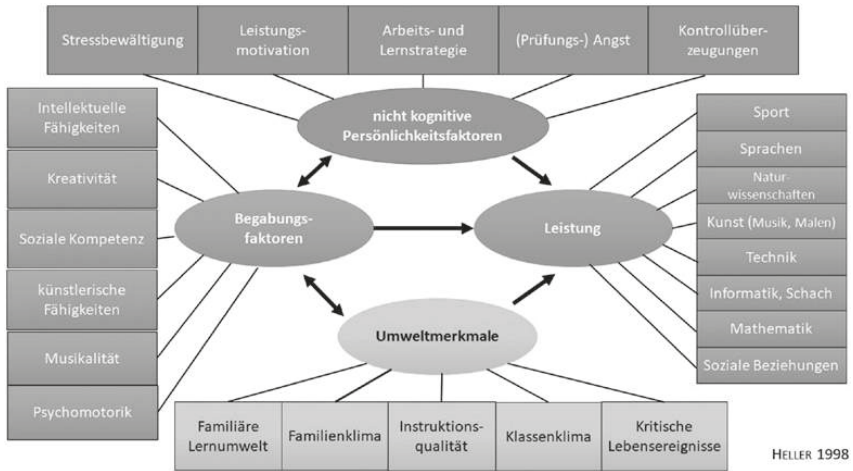 Stressbewältigung
Leistungs-
motivation
Arbeits- und
Lernstrategie
(Prüfungs-) Angst
Kontrollüber-
zeugungen
nicht kognitive
Persönlichkeitsfaktoren
Intellektuelle
Fähigkeiten
Kreativität
Soziale Kompetenz
künstlerische
Fähigkeiten
Musikalität
Psychomotorik
Begabungs-
faktoren
Leistung
Sport
Sprachen
Natur-
wissenschaften
Kunst (Musik, Malen)
Technik
Informatik, Schach
Mathematik
Soziale Beziehungen
Umweltmerkmale
Familiäre
Lernumwelt
Familienklima
Instruktions-
qualität
Klassenklima
Kritische
Lebensereignisse
HELLER 1998